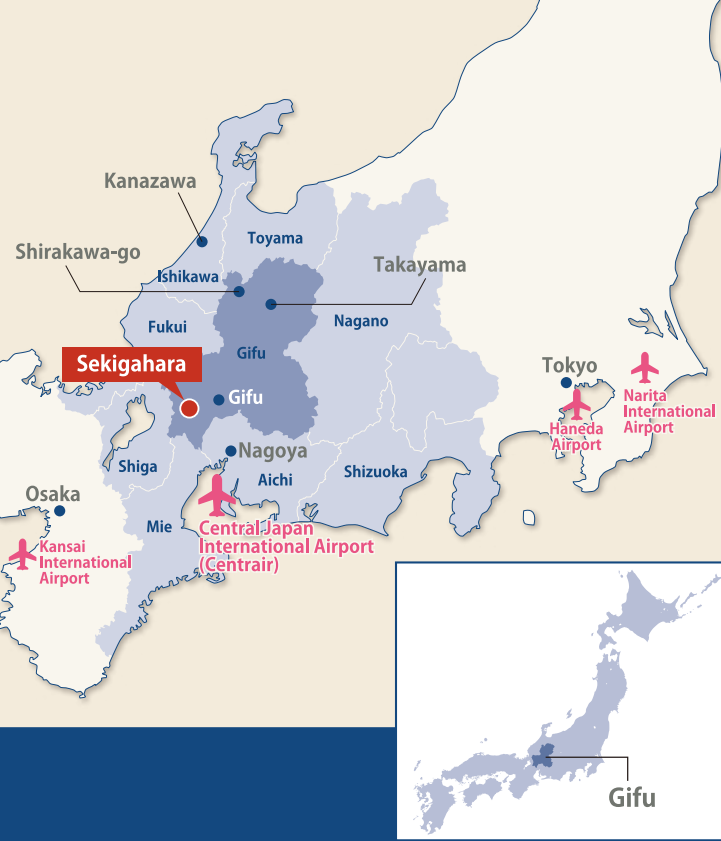 Kanazawa
Toyama
Shirakawa-go
Takayama
Ishikawa
Fukui
Nagano
Gifu
Sekigahara
Tokyo
Gifu
Narita
International
Airport
Haneda
Airport
Nagoya
Shiga
Aichi
Shizuoka
Osaka
Mie
Central Japan
International Airport
(Centrair)
Kansai
International
Airport
Gifu